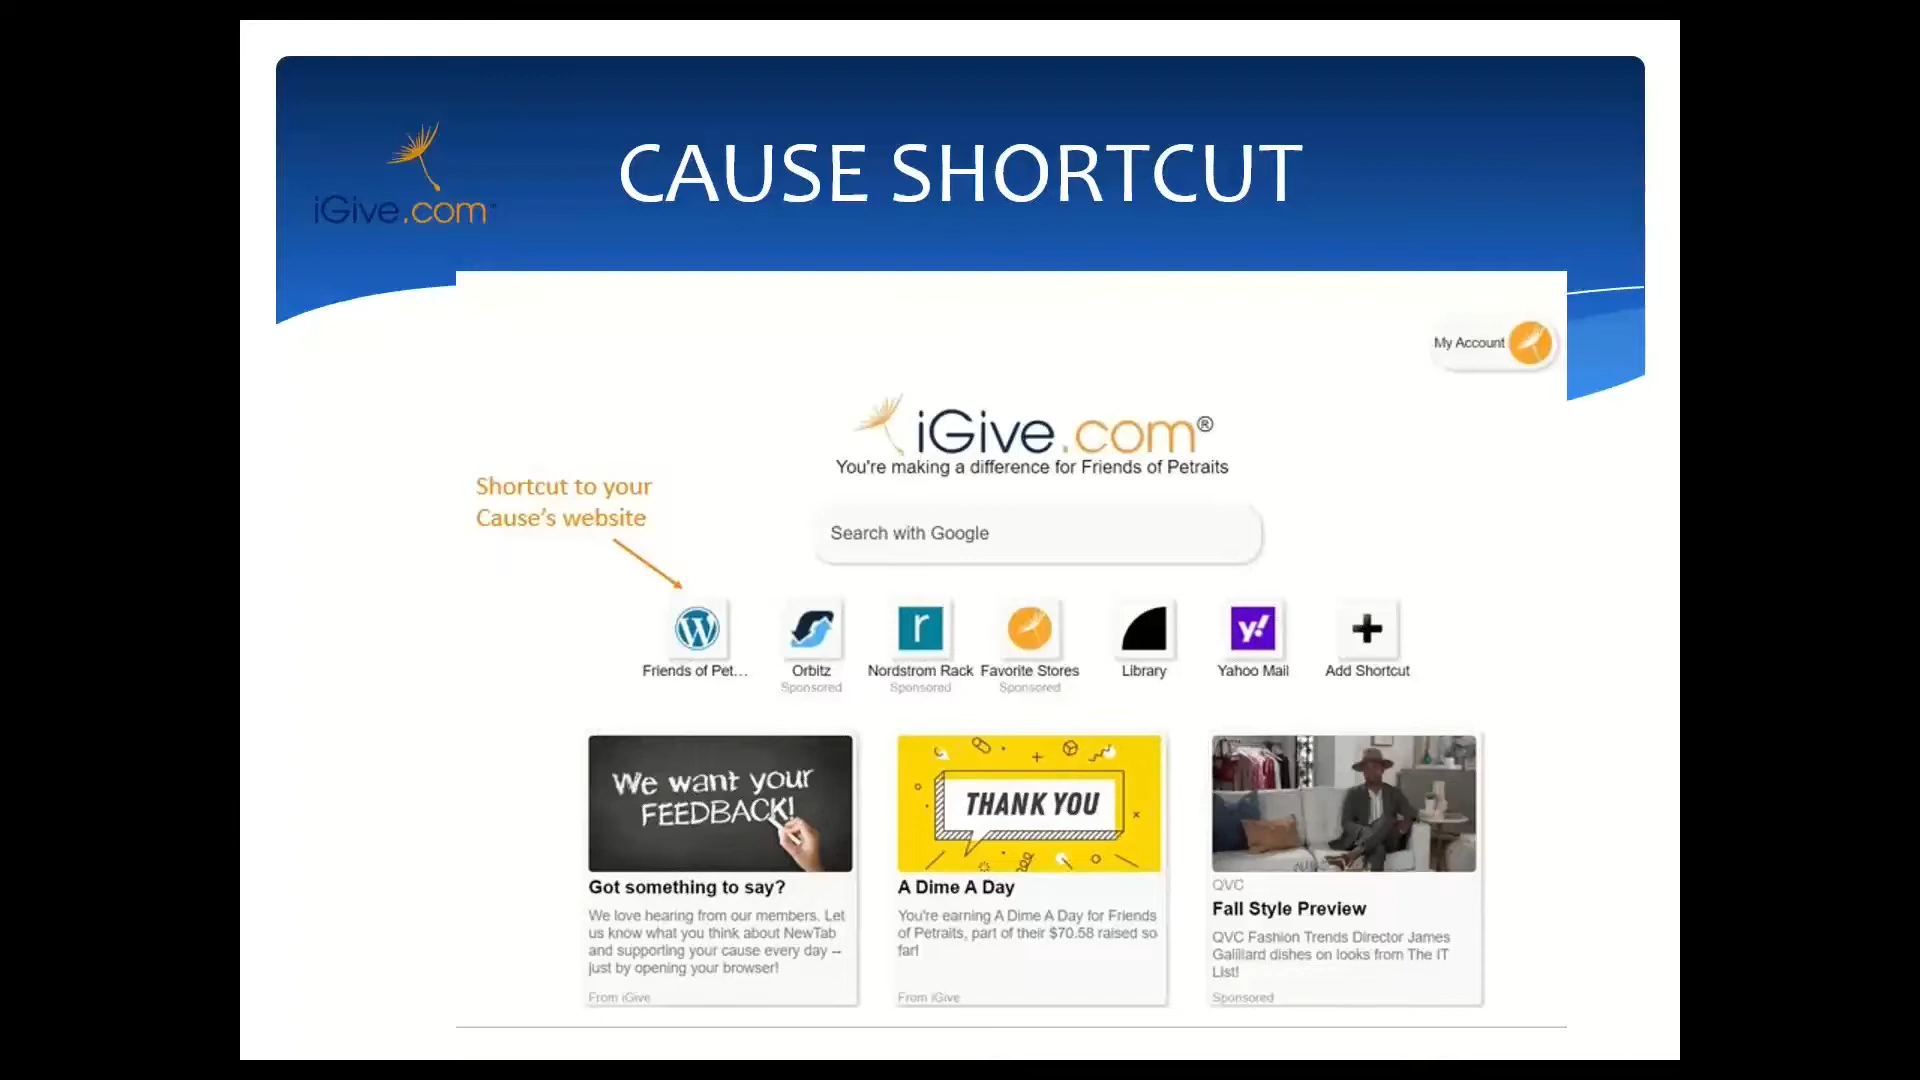 iGive.com
CAUSE SHORTCUT
My Account
iGive.com®
You're making a difference for Friends of Petraits
Shortcut to your
Cause's website
Search with Google
Friends of Pet...
Orbitz
Sponsored
Nordstrom Rack
Sponsored
Favorite Stores
Sponsored
Library
Yahoo Mail
Add Shortcut
We want your
FEEDBACK!
Got something to say?
We love hearing from our members. Let
us know what you think about NewTab
and supporting your cause every day --
just by opening your browser!
From iGive
THANK YOU
A Dime A Day
You're earning A Dime A Day for Friends
of Petraits, part of their $70.58 raised so
far!
From iGive
QVC
Fall Style Preview
QVC Fashion Trends Director James
Galillard dishes on looks from The IT
List!
Sponsored